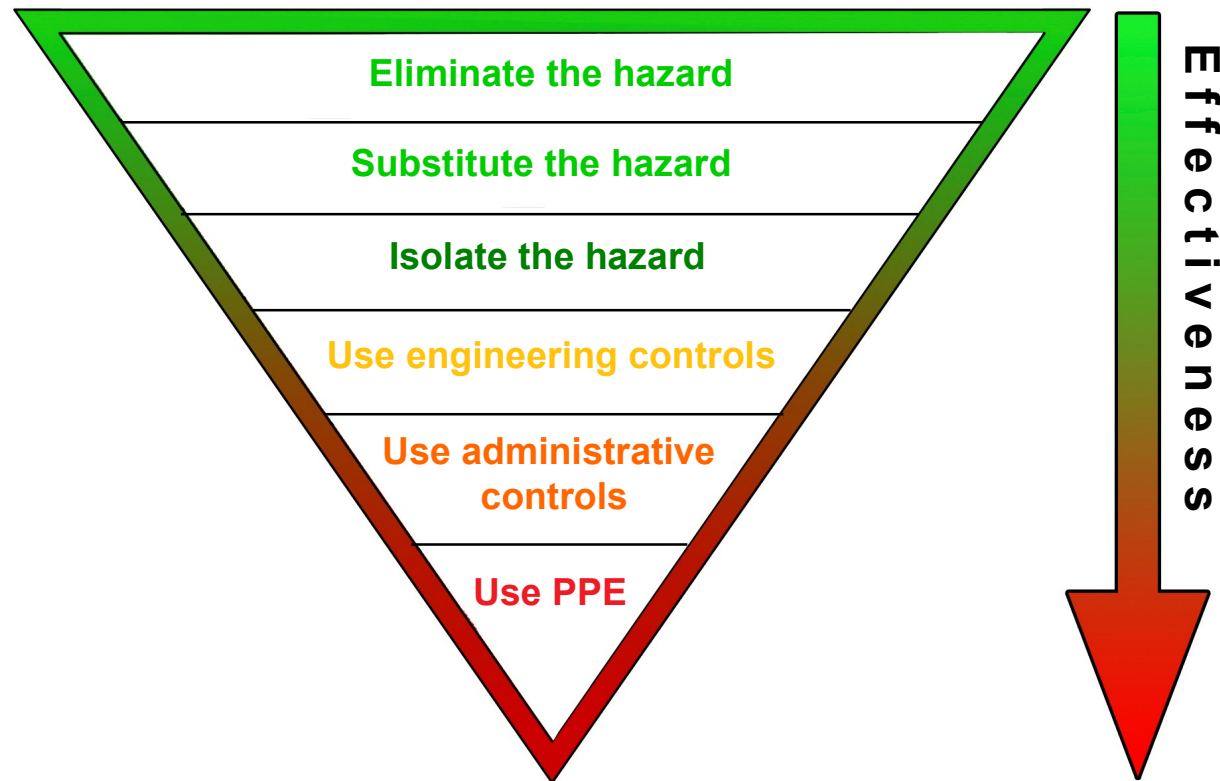 Eliminate the hazard
Substitute the hazard
Isolate the hazard
Use engineering controls
Use administrative
controls
Use PPE
Effectiveness